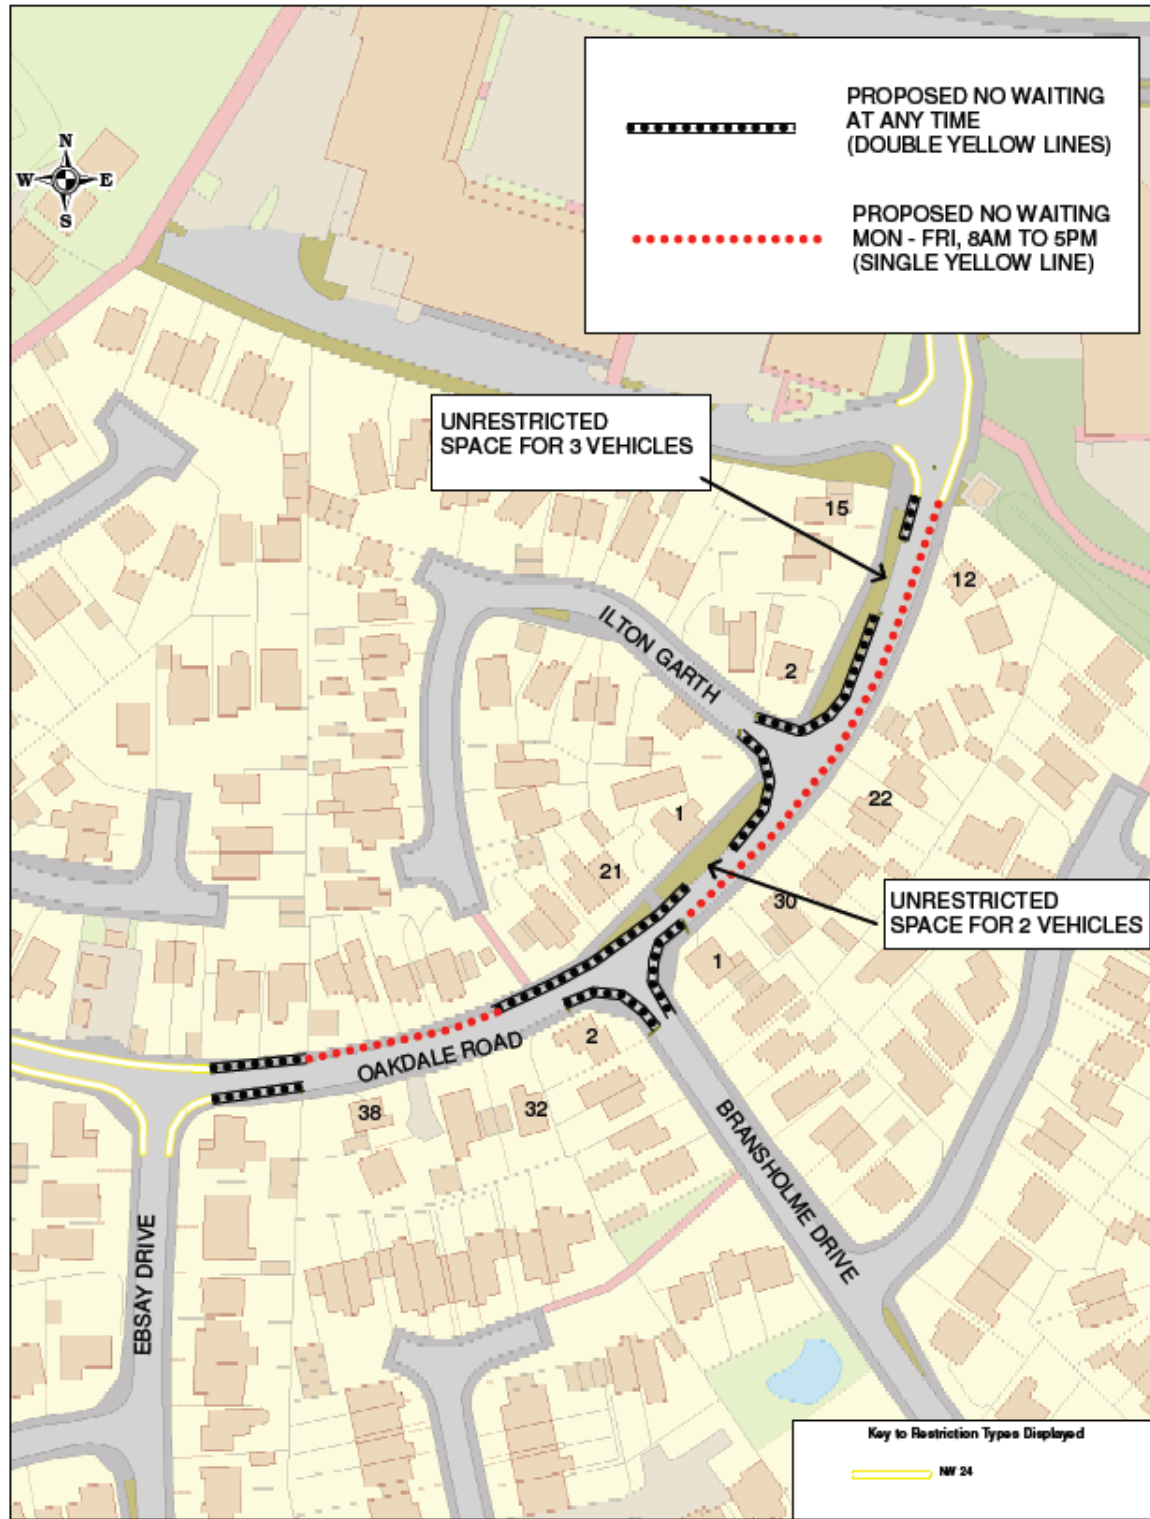 PROPOSED NO WAITING
AT ANY TIME
(DOUBLE YELLOW LINES)
N
W E
S
PROPOSED NO WAITING
MON - FRI, 8AM TO 5PM
(SINGLE YELLOW LINE)
UNRESTRICTED
SPACE FOR 3 VEHICLES
15
12
ILTON GARTH
2
22
1
21
UNRESTRICTED
SPACE FOR 2 VEHICLES
30
1
2
OAKDALE ROAD
38
32
BRANSHOLME DRIVE
EBSAY DRIVE
Key to Restriction Types Displayed
NW 24